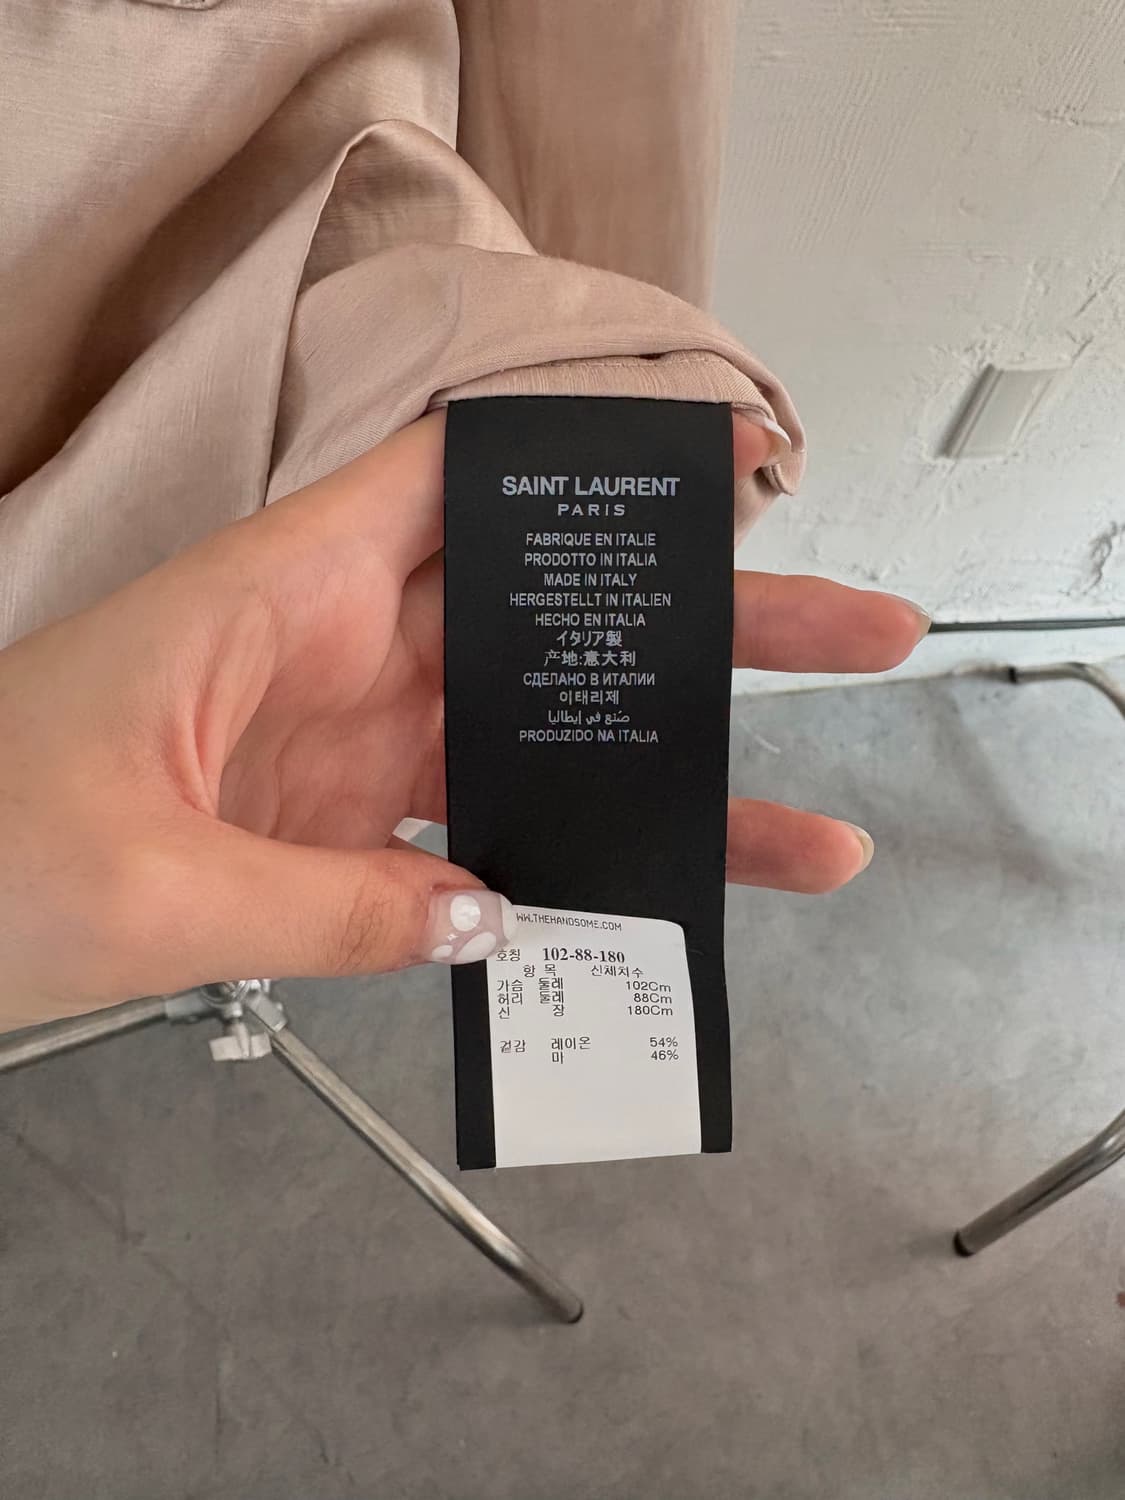 SAINT LAURENT
PARIS
FABRIQUE EN ITALIE
PRODOTTO IN ITALIA
MADE IN ITALY
HERGESTELLT IN ITALIEN
HECHO EN ITALIA
イタリア製
产地:意大利
СДЕЛАНО В ИТАЛИИ
이태리제
صُنع في إيطاليا
PRODUZIDO NA ITALIA
WW.THEHANDSOME.COM
호칭 102-88-180
항 목 신체치수
가슴 둘레 102Cm
허리 둘레 88Cm
신 장 180Cm
겉감 레이온 54%
마 46%